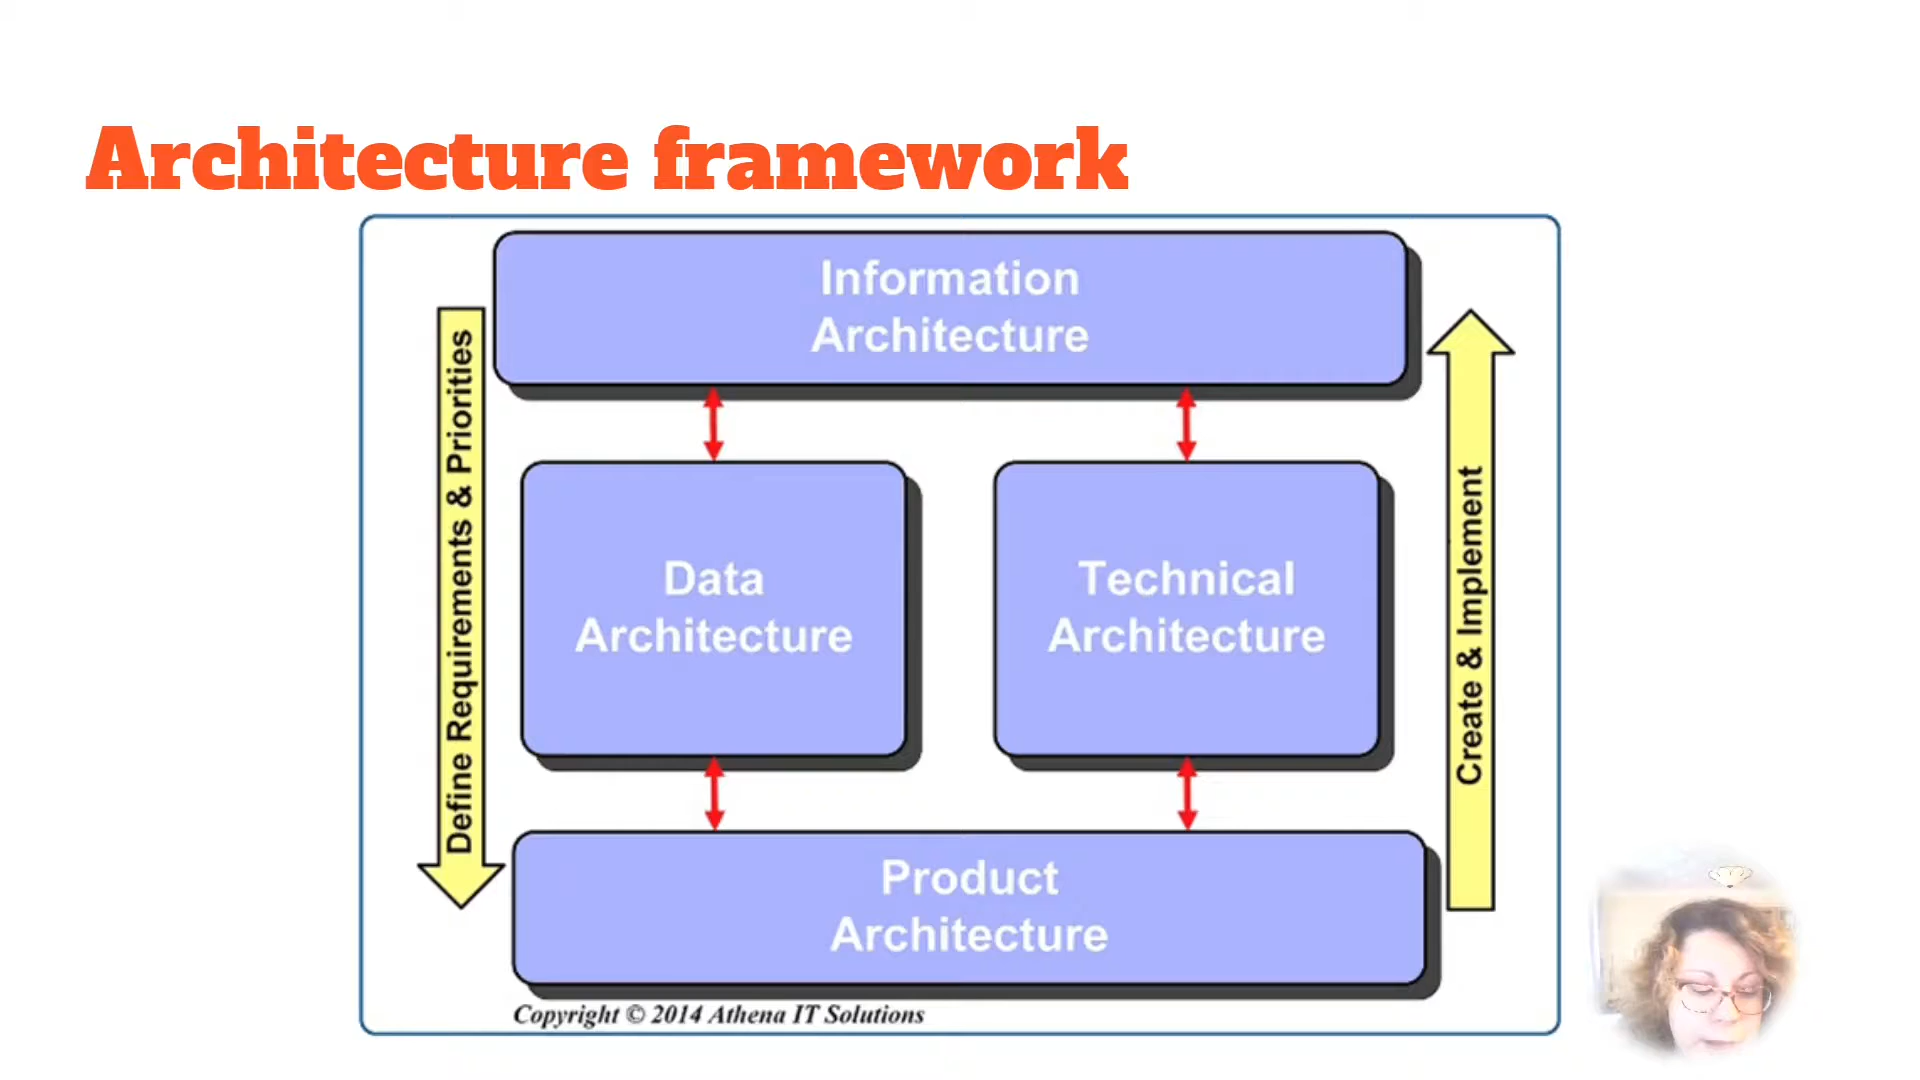 Architecture framework
Information
Architecture
Define Requirements & Priorities
Data
Architecture
Technical
Architecture
Create & Implement
Product
Architecture
Copyright © 2014 Athena IT Solutions